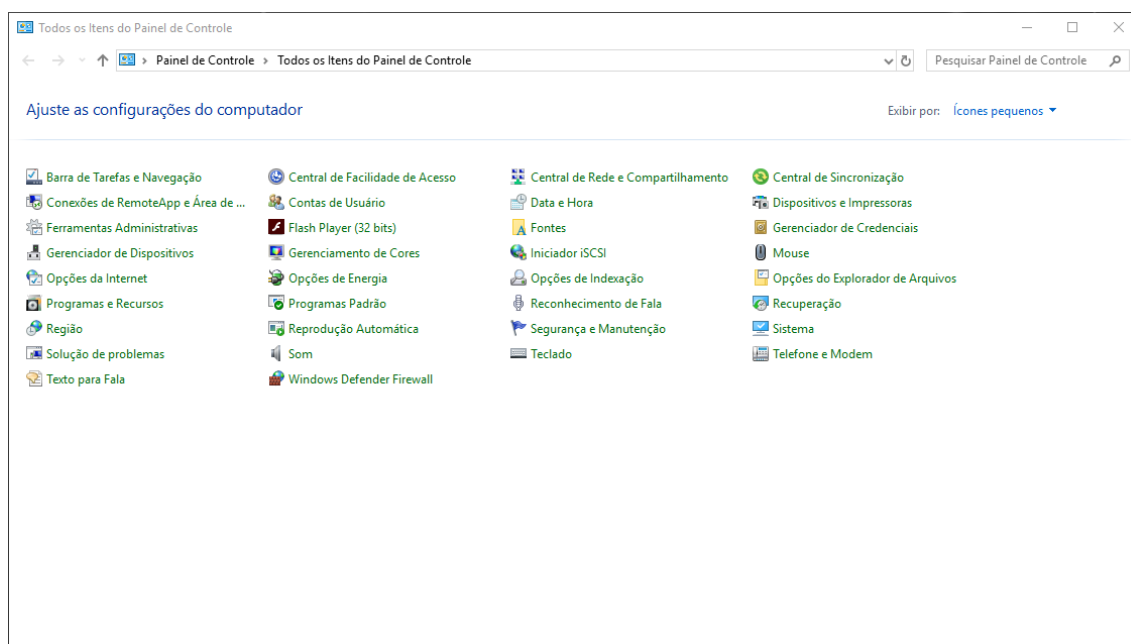 Todos os Itens do Painel de Controle
Painel de Controle > Todos os Itens do Painel de Controle
Pesquisar Painel de Controle
Ajuste as configurações do computador
Exibir por: Ícones pequenos
Barra de Tarefas e Navegação Central de Facilidade de Acesso Central de Rede e Compartilhamento Central de Sincronização
Conexões de RemoteApp e Área de ... Contas de Usuário Data e Hora Dispositivos e Impressoras
Ferramentas Administrativas Flash Player (32 bits) Fontes Gerenciador de Credenciais
Gerenciador de Dispositivos Gerenciamento de Cores Iniciador iSCSI Mouse
Opções da Internet Opções de Energia Opções de Indexação Opções do Explorador de Arquivos
Programas e Recursos Programas Padrão Reconhecimento de Fala Recuperação
Região Reprodução Automática Segurança e Manutenção Sistema
Solução de problemas Som Teclado Telefone e Modem
Texto para Fala Windows Defender Firewall